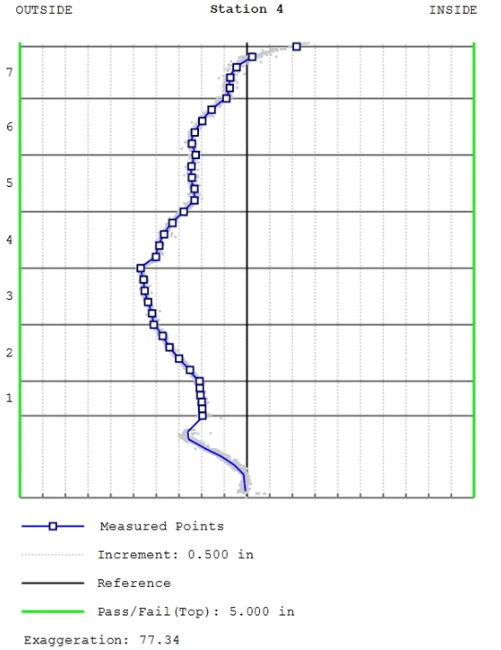 OUTSIDE Station 4 INSIDE
7
6
5
4
3
2
1
Measured Points
Increment: 0.500 in
Reference
Pass/Fail(Top): 5.000 in
Exaggeration: 77.34